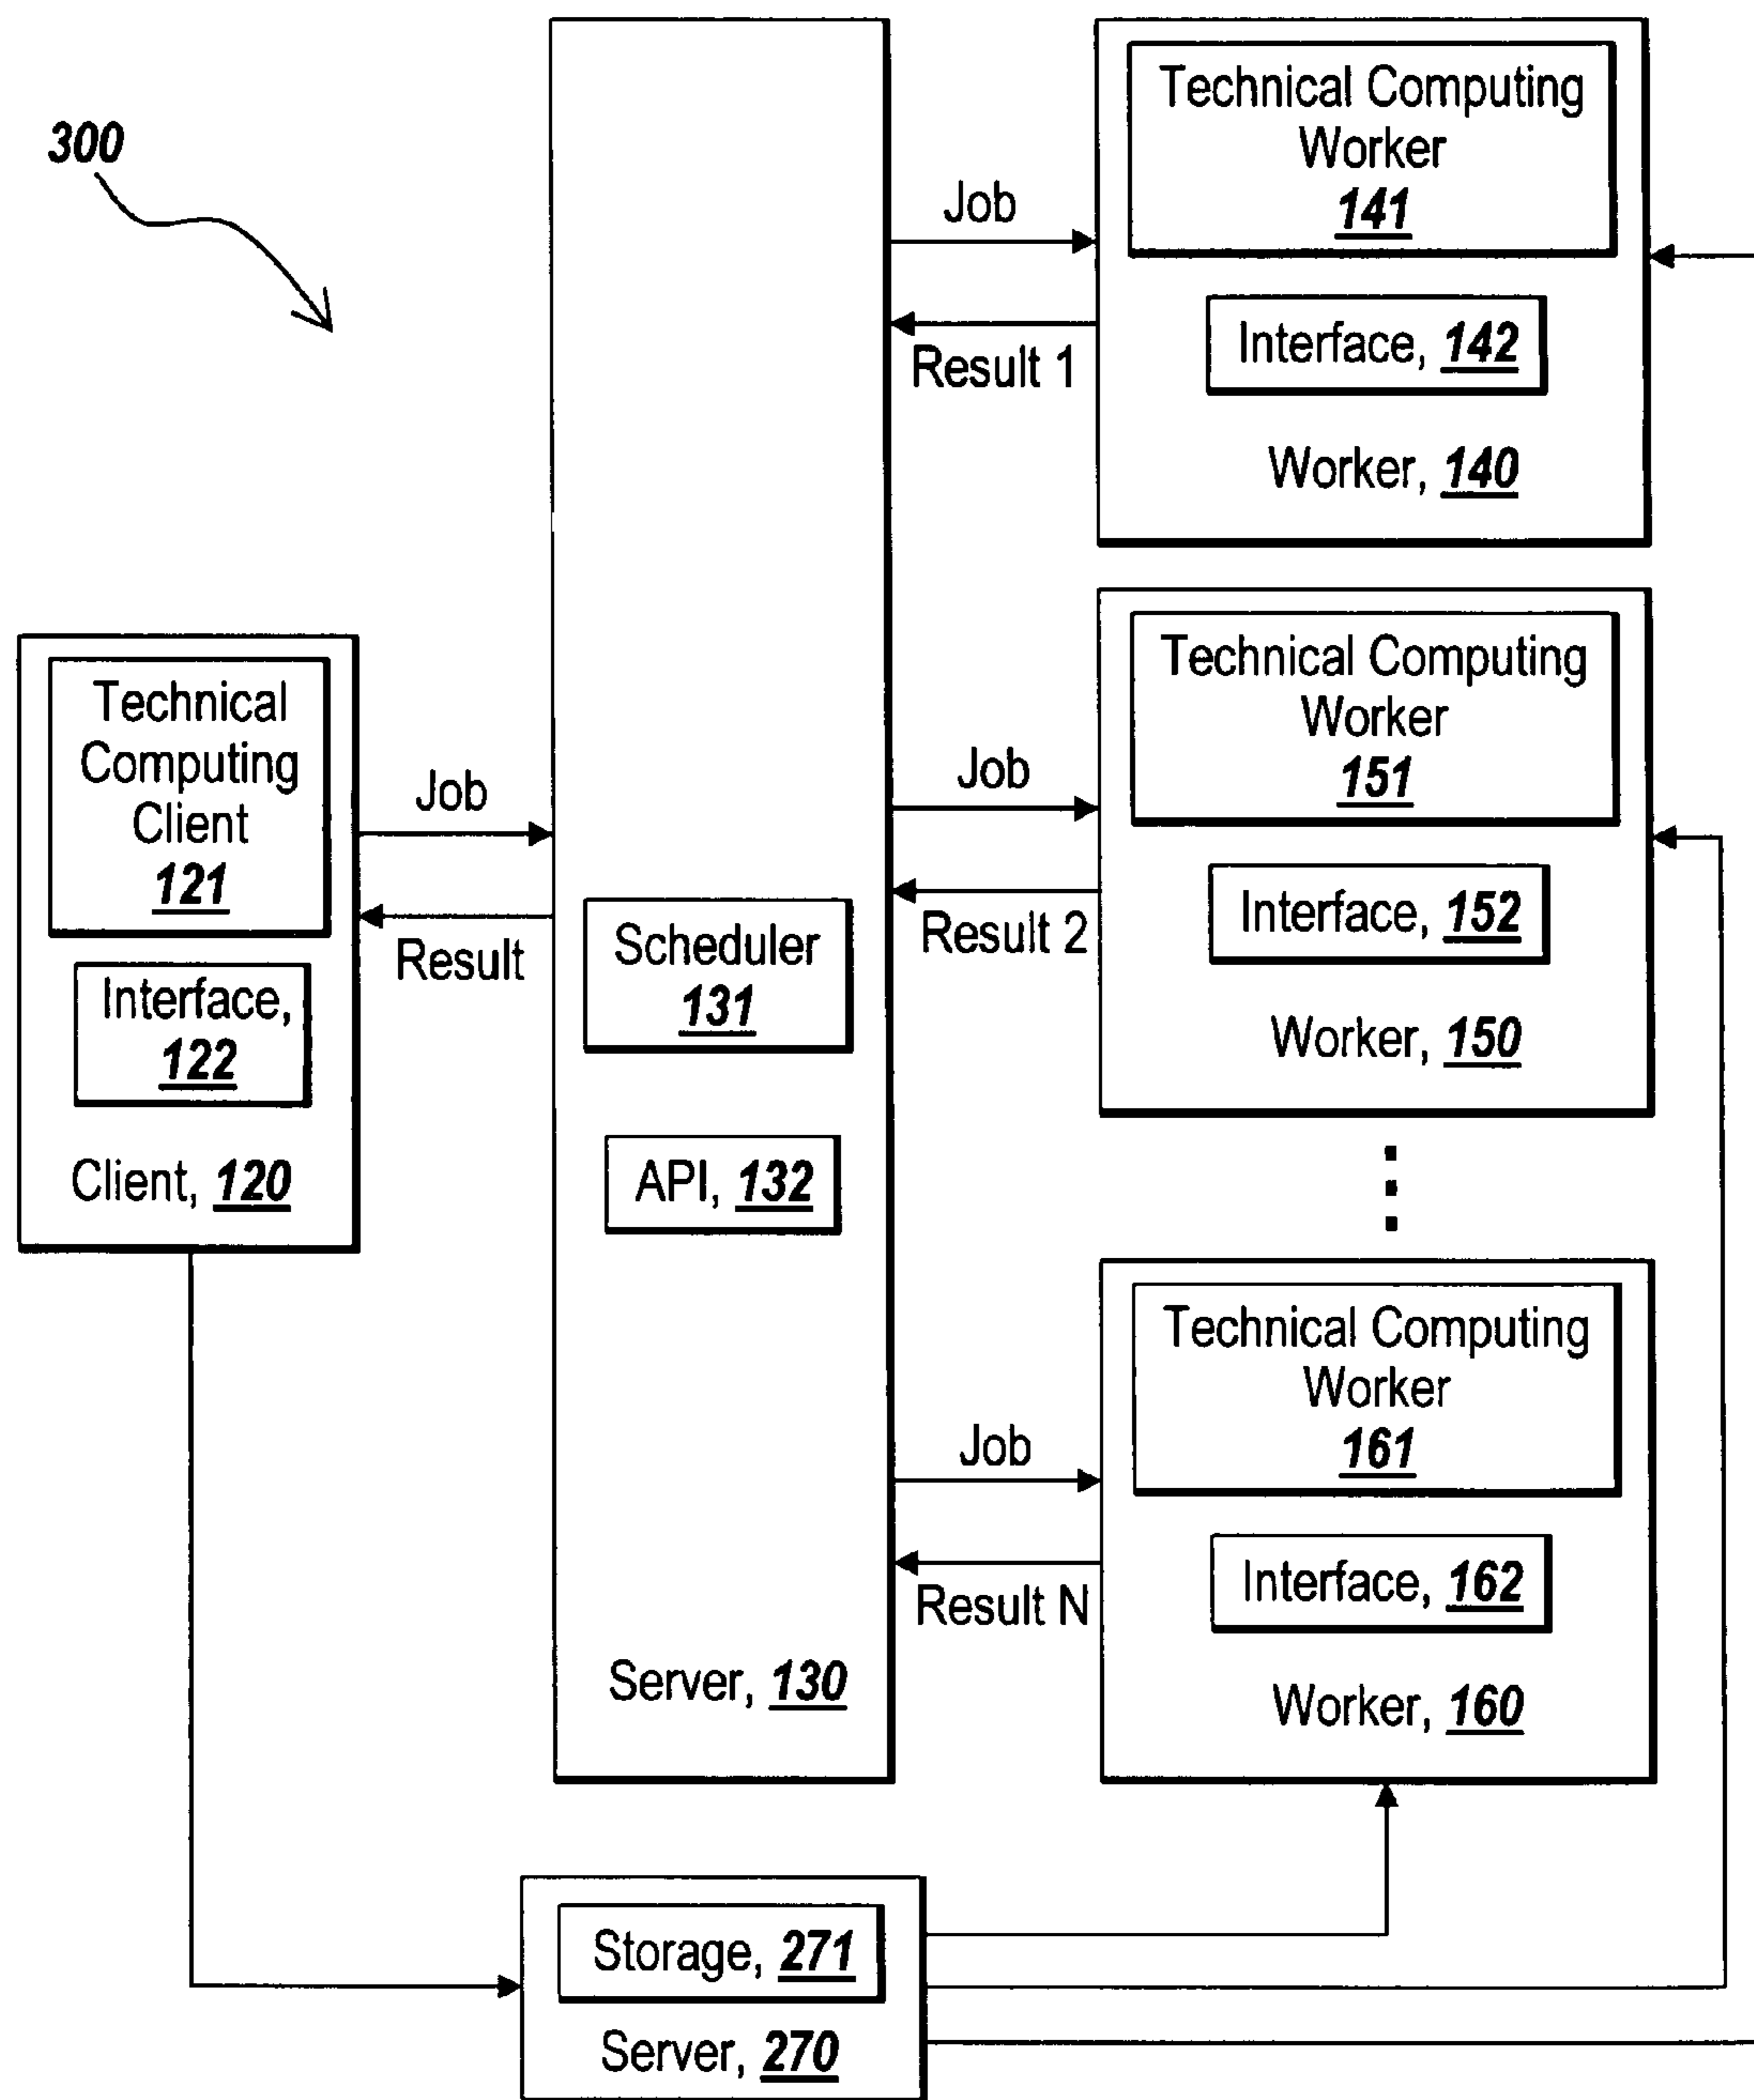 300
Technical
Computing
Client
121
Interface,
122
Client, 120
Job
Result
Scheduler
131
API, 132
Server, 130
Job
Result 1
Technical Computing
Worker
141
Interface, 142
Worker, 140
Job
Result 2
Technical Computing
Worker
151
Interface, 152
Worker, 150
Job
Result N
Technical Computing
Worker
161
Interface, 162
Worker, 160
Storage, 271
Server, 270